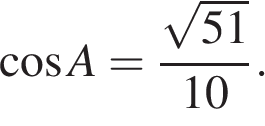 cos A = √51/10.